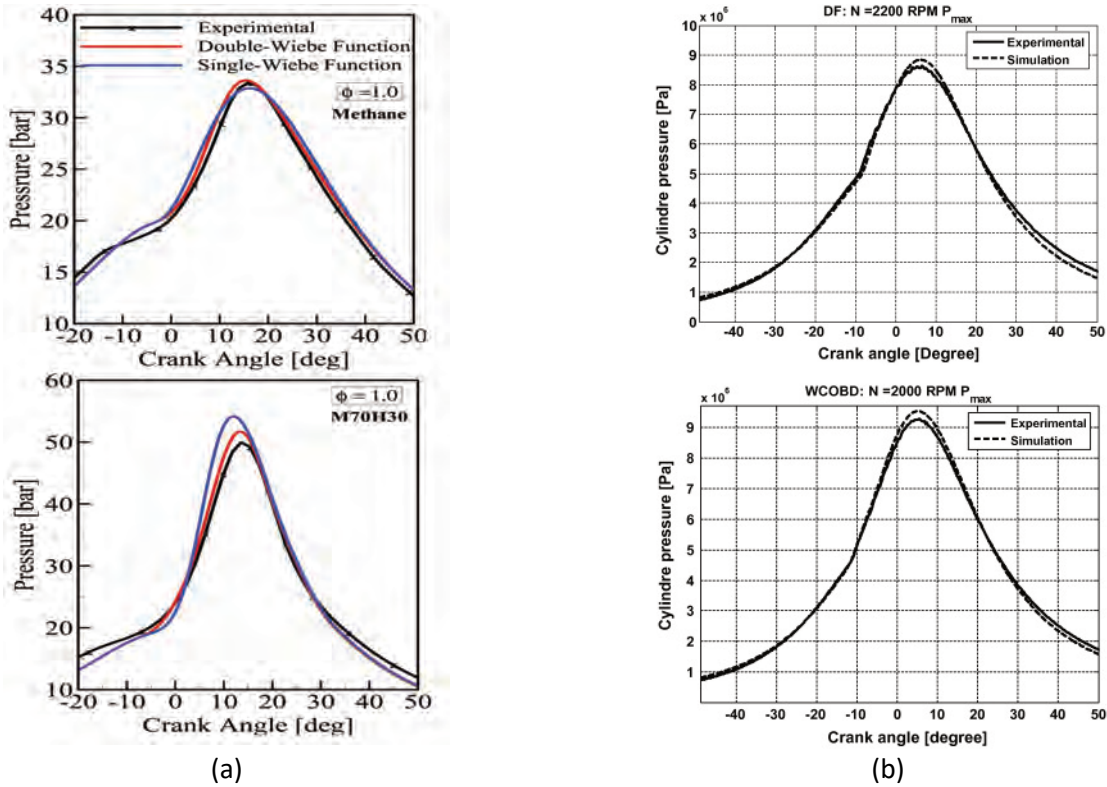 40
35
30
25
20
15
10
Presrure [bar]
Experimental
Double-Wiebe Function
Single-Wiebe Function
ϕ =1.0
Methane
-20 -10 0 10 20 30 40 50
Crank Angle [deg]
60
50
40
30
20
10
Pressure [bar]
ϕ =1.0
M70H30
-20 -10 0 10 20 30 40 50
Crank Angle [deg]
(a)
DF: N =2200 RPM Pmax
x 10⁶
10
9
8
7
6
5
4
3
2
1
0
Cylindre pressure [Pa]
Experimental
Simulation
-40 -30 -20 -10 0 10 20 30 40 50
Crank angle [Degree]
WCOBD: N =2000 RPM Pmax
x 10⁶
9
8
7
6
5
4
3
2
1
Cylindre pressure [Pa]
Experimental
Simulation
-40 -30 -20 -10 0 10 20 30 40 50
Crank angle [degree]
(b)